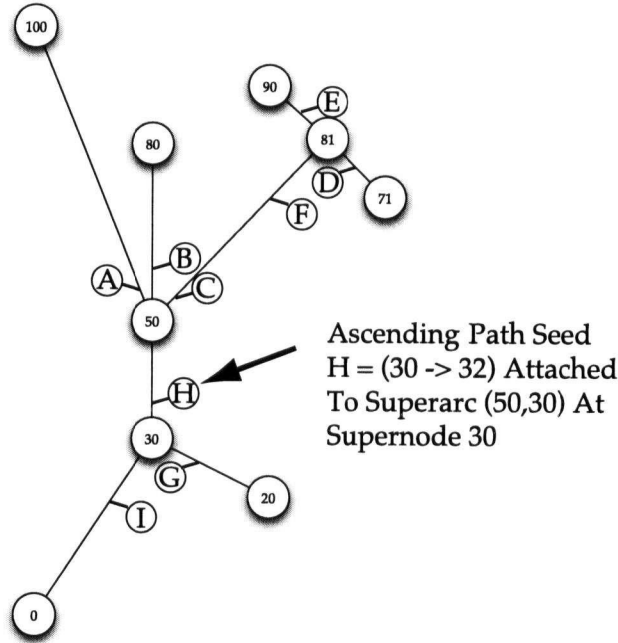 100
90
E
80
81
D
71
F
B
A
C
50
Ascending Path Seed
H = (30 -> 32) Attached
To Superarc (50,30) At
Supernode 30
H
30
G
20
I
0